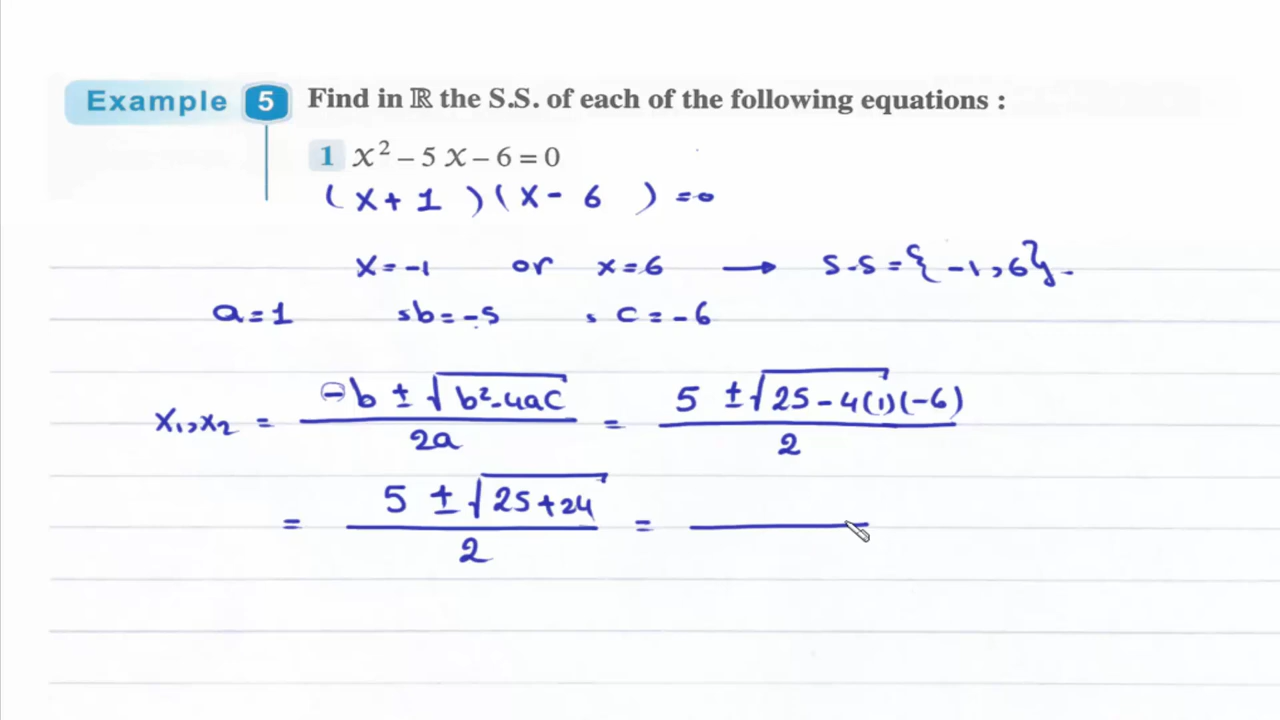 Example 5 Find in ℝ the S.S. of each of the following equations :
1 x² – 5 x – 6 = 0
(x + 1 ) (x - 6 ) = 0
x = -1 or x = 6 → S.S = { -1 , 6 } .
a = 1 , b = -5 , c = -6
x₁, x₂ = (-b ± √(b² - 4ac)) / 2a = (5 ± √(25 - 4(1)(-6))) / 2
= (5 ± √(25 + 24)) / 2 =